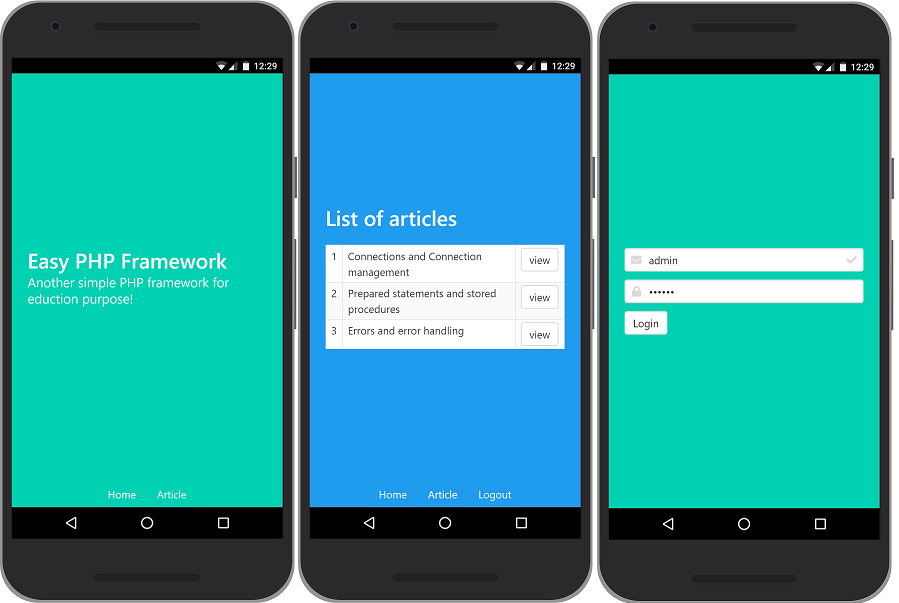 12:29
Easy PHP Framework
Another simple PHP framework for
eduction purpose!
Home Article
12:29
List of articles
1 Connections and Connection view
management
2 Prepared statements and stored view
procedures
3 Errors and error handling view
Home Article Logout
12:29
admin
••••••
Login